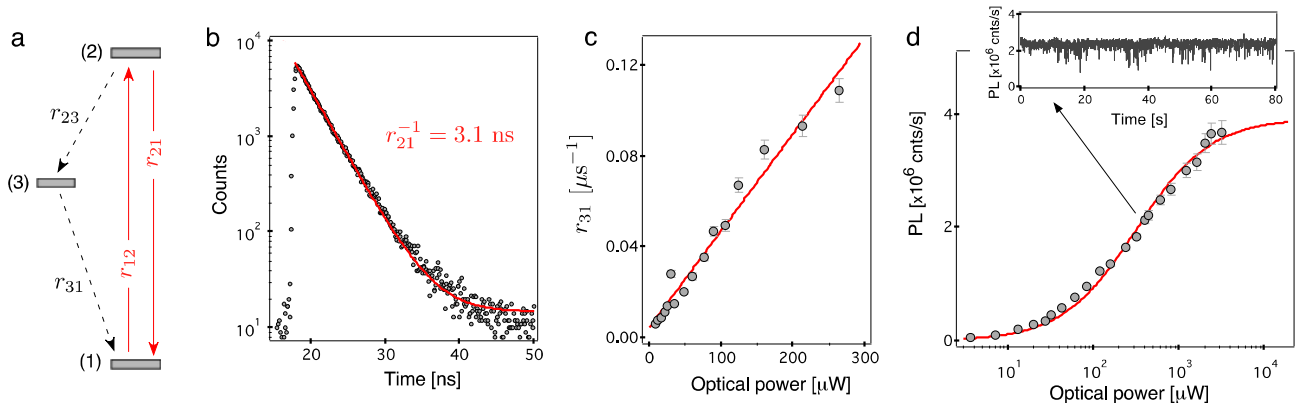 a
(2)
r23
(3)
r21
r12
r31
(1)
b
10^4
10^3
10^2
10^1
Counts
r21^-1 = 3.1 ns
20
30
40
50
Time [ns]
c
0.12
0.08
0.04
0.00
r31 [μs^-1]
0
100
200
300
Optical power [μW]
d
4
2
0
PL [x10^6 cnts/s]
0
20
40
60
80
Time [s]
4
2
0
PL [x10^6 cnts/s]
10^1
10^2
10^3
10^4
Optical power [μW]